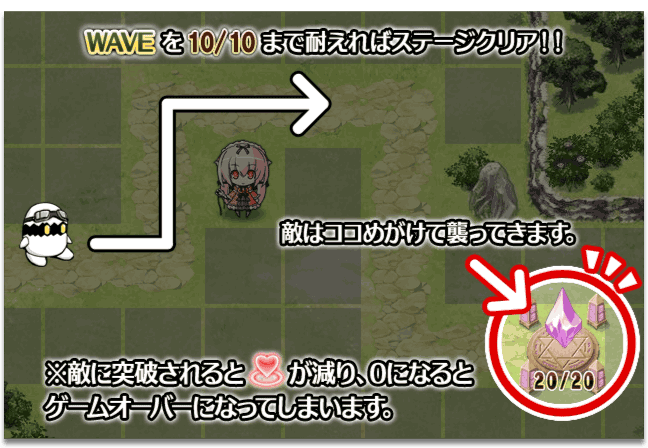 WAVE を 10/10 まで耐えればステージクリア!!
敵はココめがけて襲ってきます。
20/20
※敵に突破されると が減り、0になると
ゲームオーバーになってしまいます。